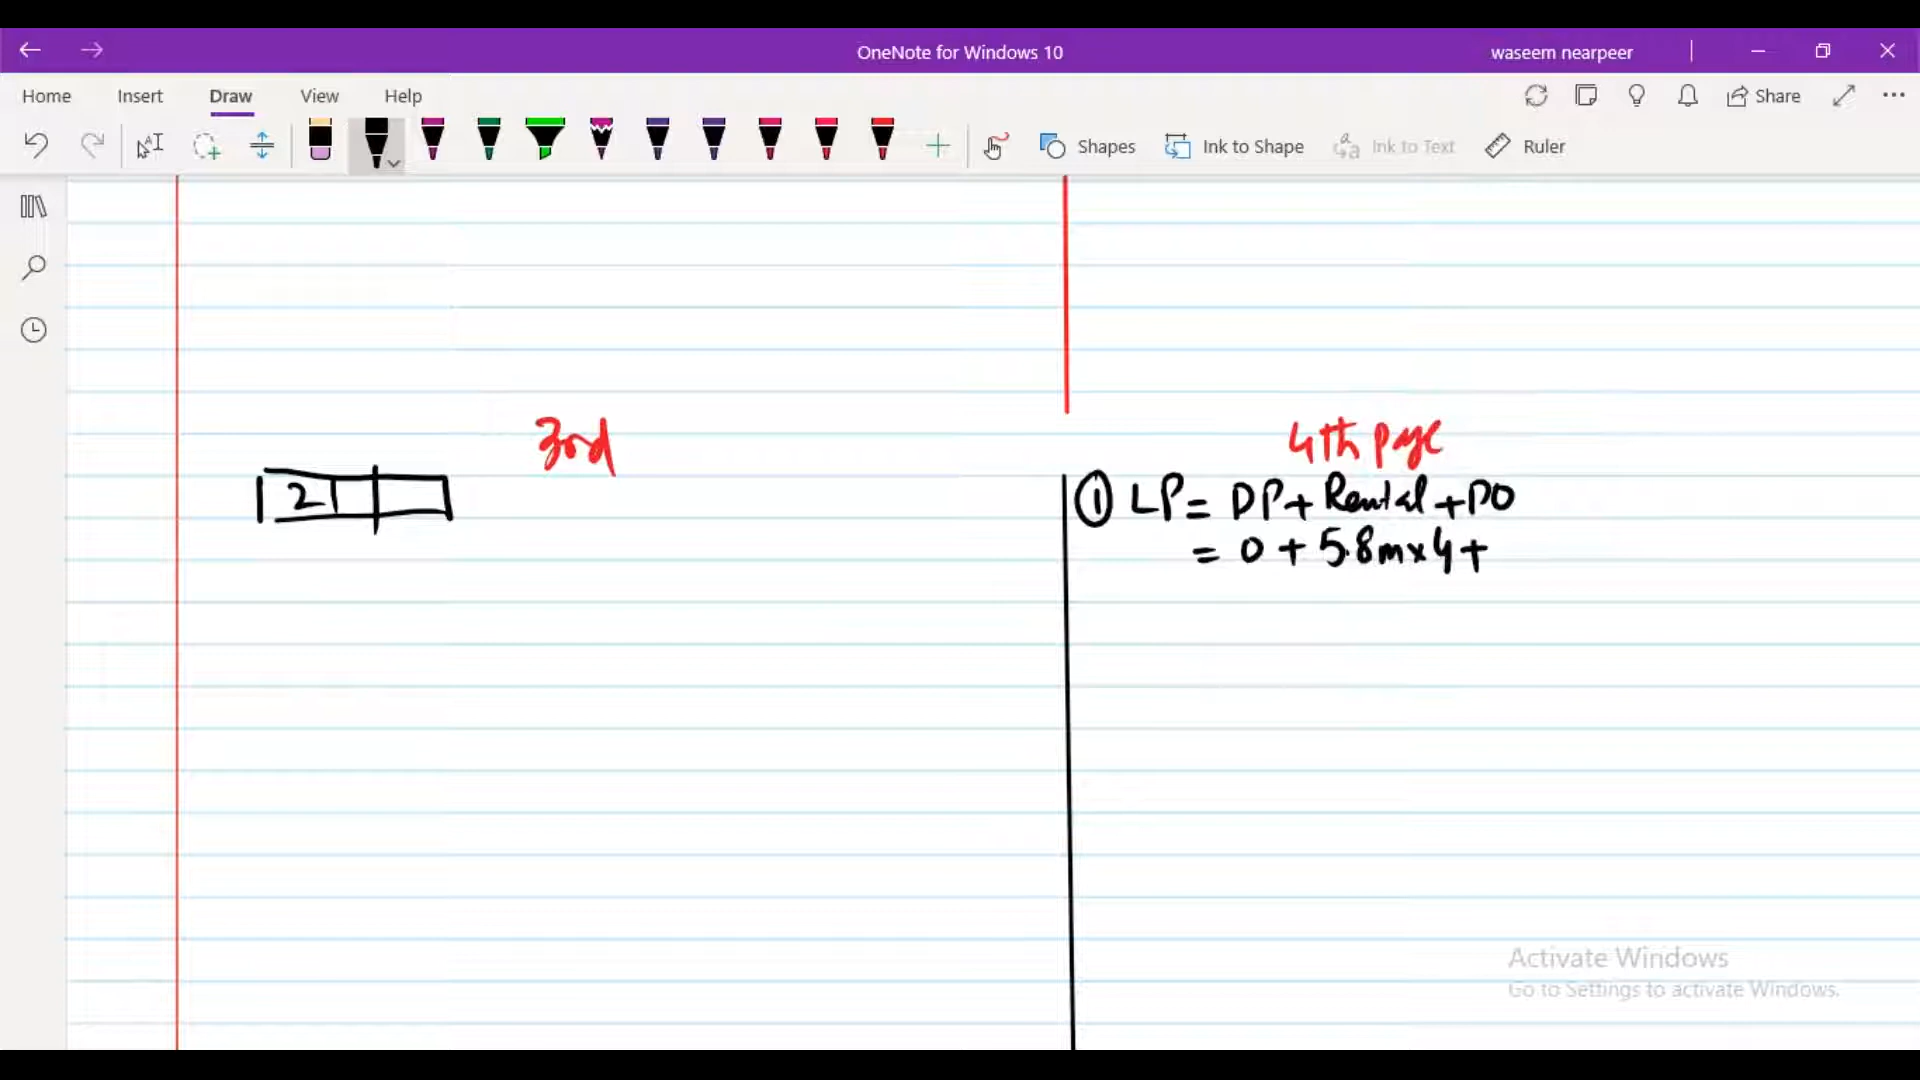 OneNote for Windows 10
waseem nearpeer
Home Insert Draw View Help
Share
Shapes Ink to Shape Ink to Text Ruler
3rd
2
4th page
① LP = DP + Rental + PO
= 0 + 5.8m x 4 +
Activate Windows
Go to Settings to activate Windows.